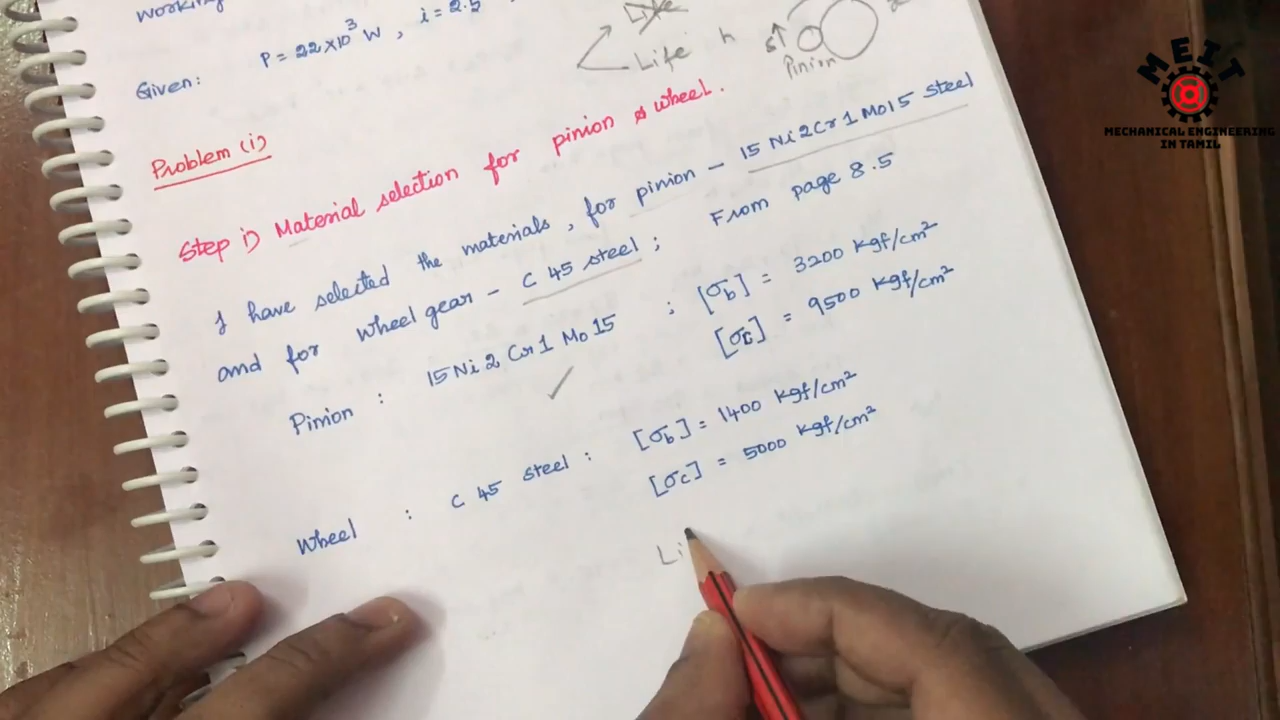 working
Given: P = 22×10³ W, i = 2.5
Life
Life h
Pinion
Problem (i)
Step i) Material selection for pinion & wheel.
I have selected the materials, for pinion – 15 Ni 2 Cr 1 Mo 15 steel
and for wheel gear – C 45 steel ; From page 8.5
Pinion : 15 Ni 2 Cr 1 Mo 15 ; [σb] = 3200 kgf/cm²
[σc] = 9500 kgf/cm²
Wheel : C 45 steel : [σb] = 1400 kgf/cm²
[σc] = 5000 kgf/cm²
Li
MEIT
MECHANICAL ENGINEERING
IN TAMIL